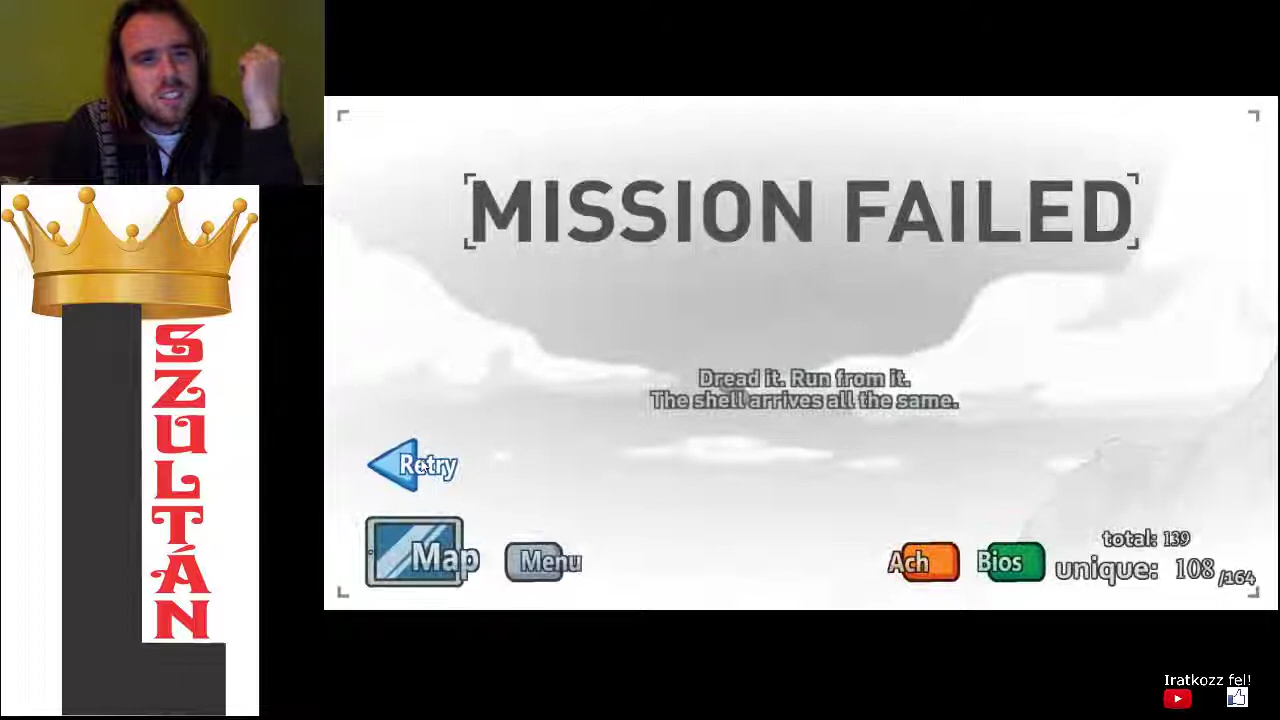 MISSION FAILED
Dread it. Run from it.
The shell arrives all the same.
Retry
Map
Menu
Ach
Bios
total: 139
unique: 108 /164
L
SZULTÁN
Iratkozz fel!